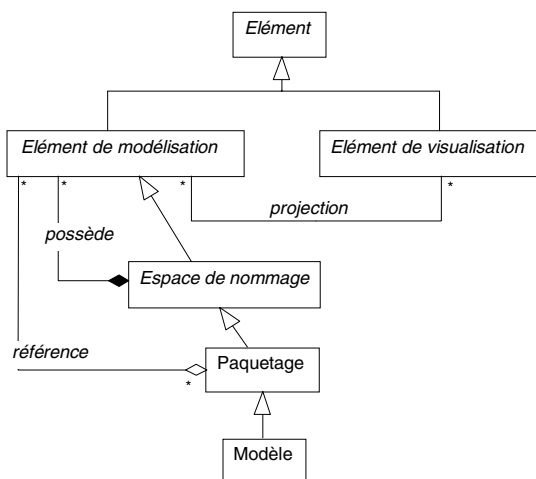 Elément
Elément de modélisation
Elément de visualisation
* * * *
projection
possède
Espace de nommage
référence
Paquetage
*
Modèle